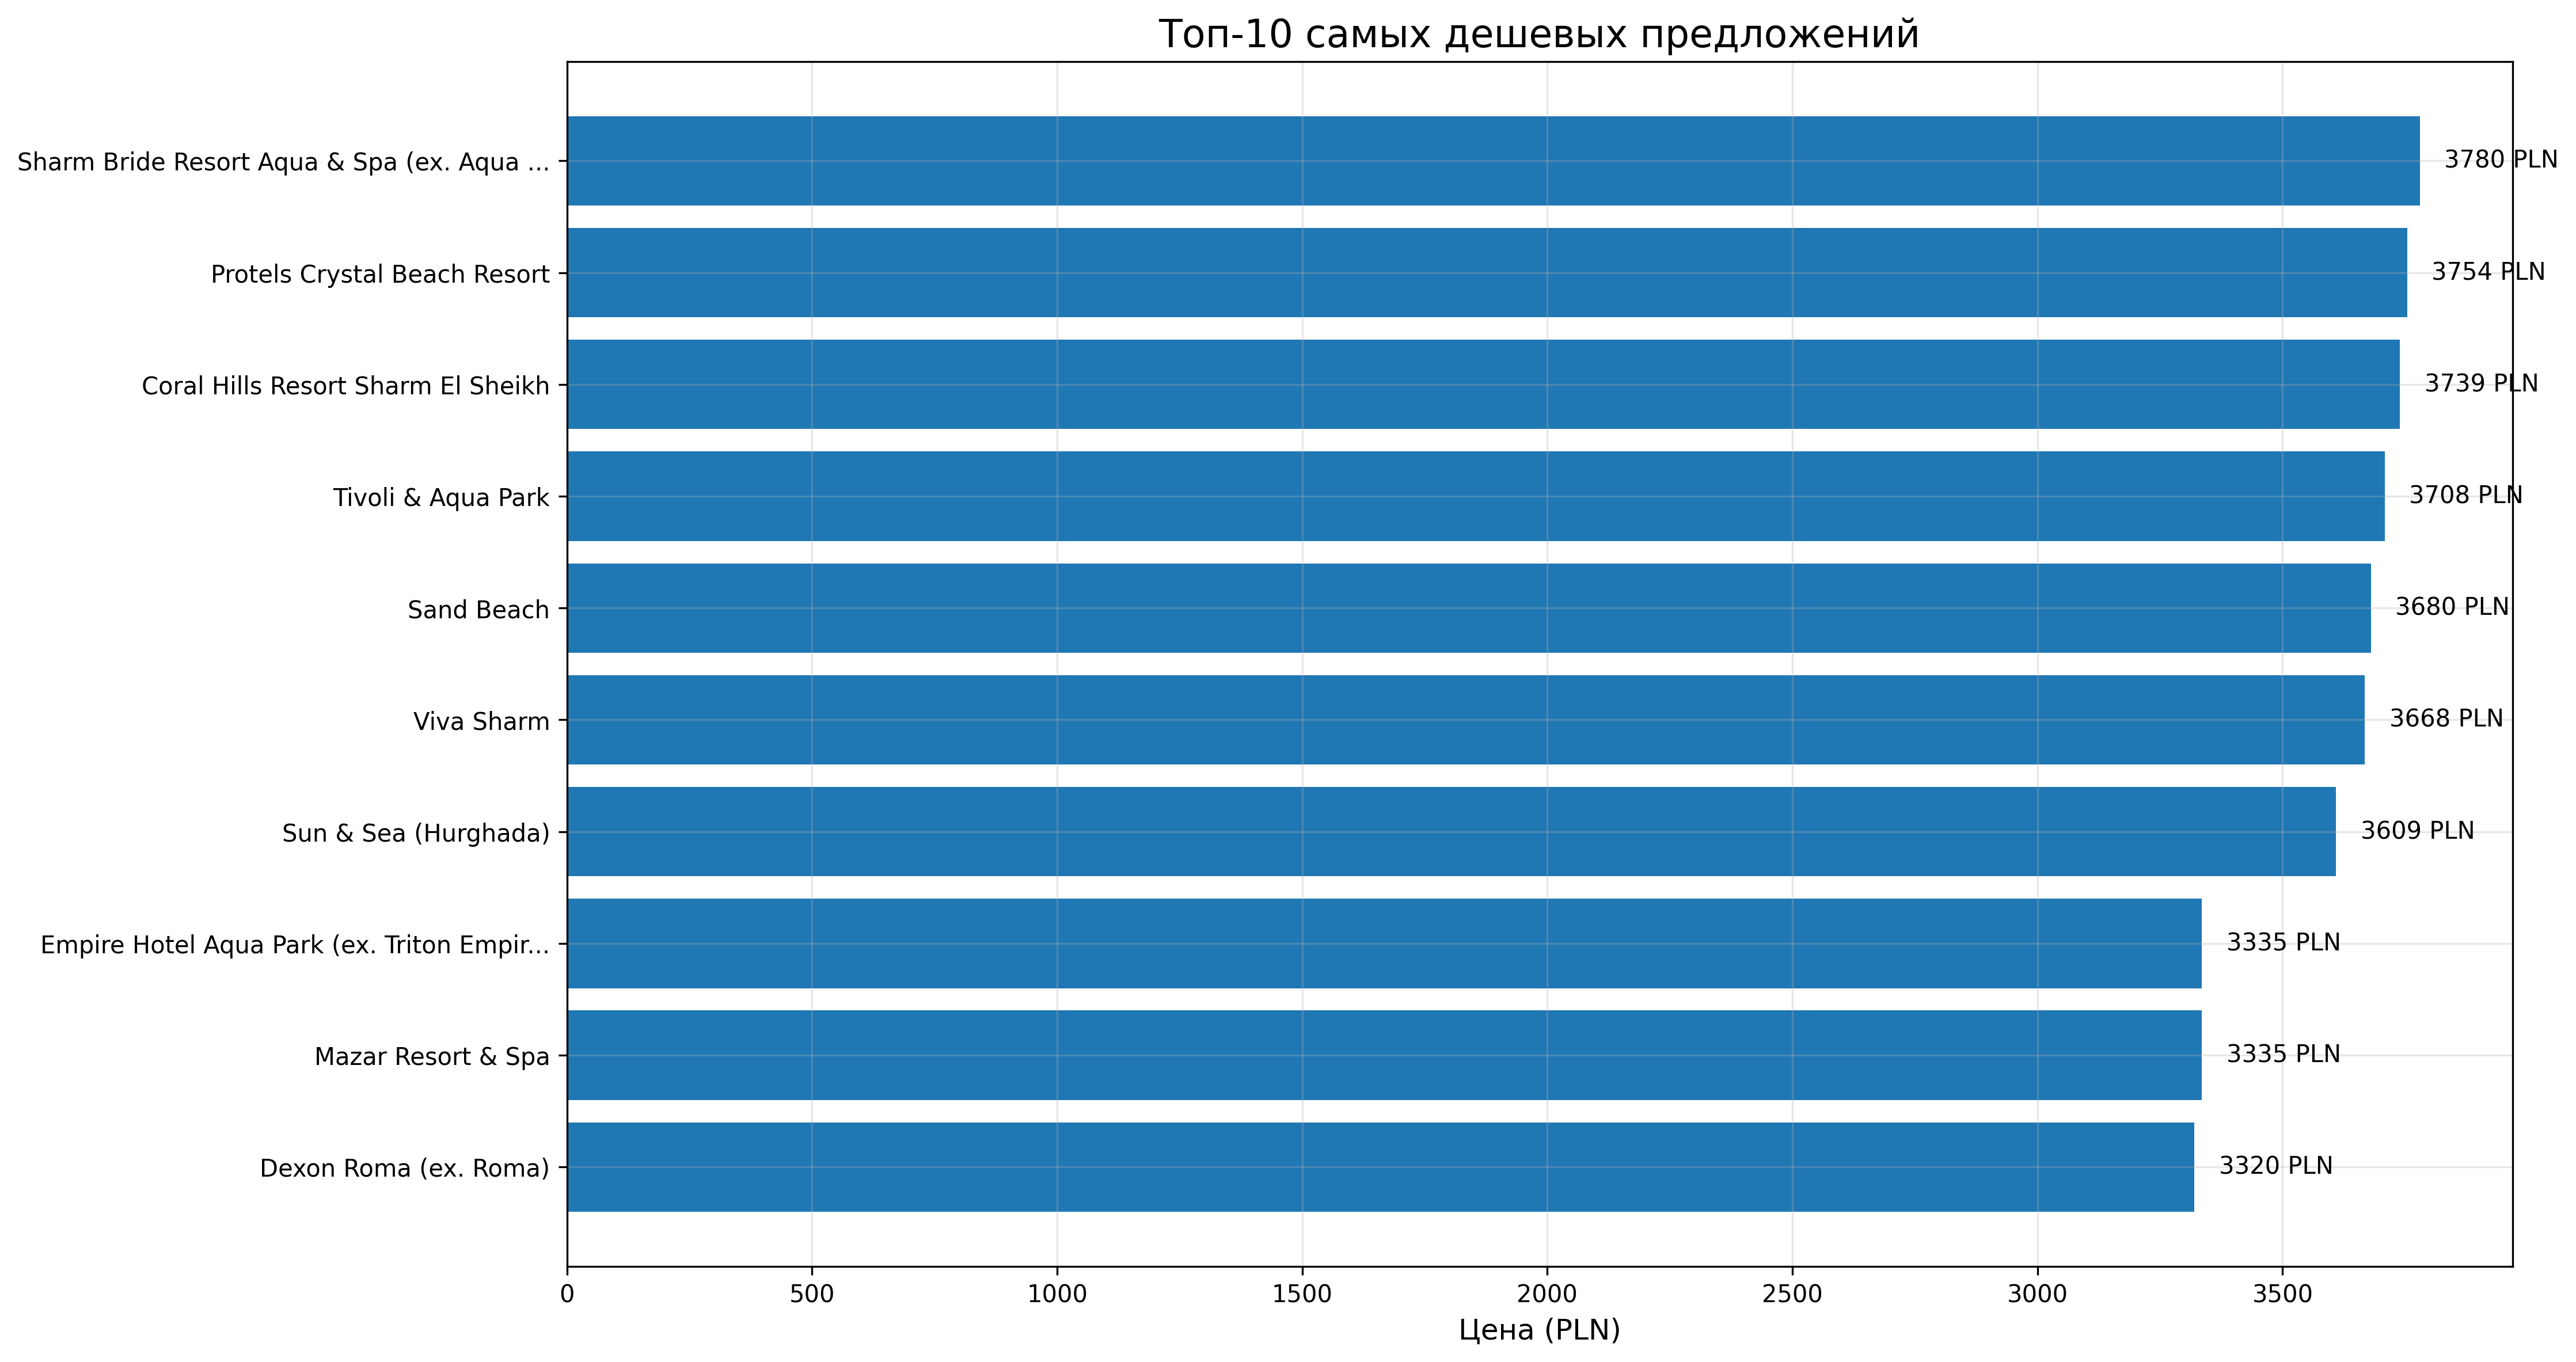 Топ-10 самых дешевых предложений
Sharm Bride Resort Aqua & Spa (ex. Aqua ...
3780 PLN
Protels Crystal Beach Resort
3754 PLN
Coral Hills Resort Sharm El Sheikh
3739 PLN
Tivoli & Aqua Park
3708 PLN
Sand Beach
3680 PLN
Viva Sharm
3668 PLN
Sun & Sea (Hurghada)
3609 PLN
Empire Hotel Aqua Park (ex. Triton Empir...
3335 PLN
Mazar Resort & Spa
3335 PLN
Dexon Roma (ex. Roma)
3320 PLN
0 500 1000 1500 2000 2500 3000 3500
Цена (PLN)